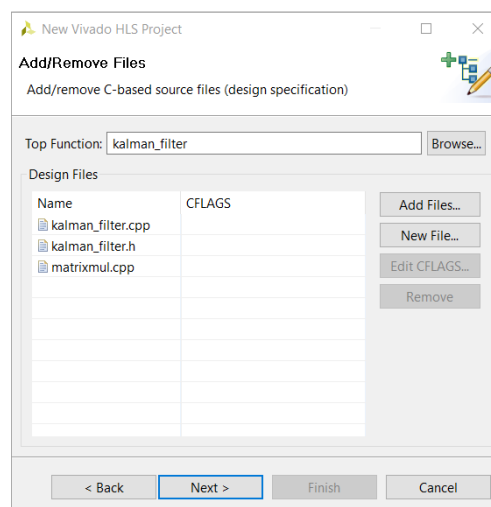 New Vivado HLS Project
Add/Remove Files
Add/remove C-based source files (design specification)
Top Function: kalman_filter Browse...
Design Files
Name CFLAGS
kalman_filter.cpp
kalman_filter.h
matrixmul.cpp
Add Files...
New File...
Edit CFLAGS...
Remove
< Back Next > Finish Cancel